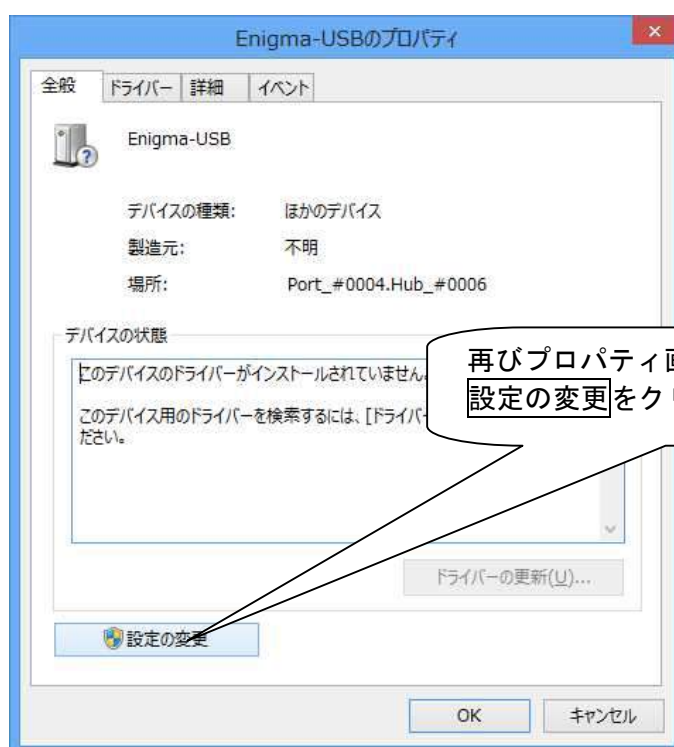 Enigma-USBのプロパティ
全般 ドライバー 詳細 イベント
Enigma-USB
デバイスの種類: ほかのデバイス
製造元: 不明
場所: Port_#0004.Hub_#0006
デバイスの状態
このデバイスのドライバーがインストールされていません。
このデバイス用のドライバーを検索するには、[ドライバー
ださい。
再びプロパティ
設定の変更をク
ドライバーの更新(U)...
設定の変更
OK キャンセル